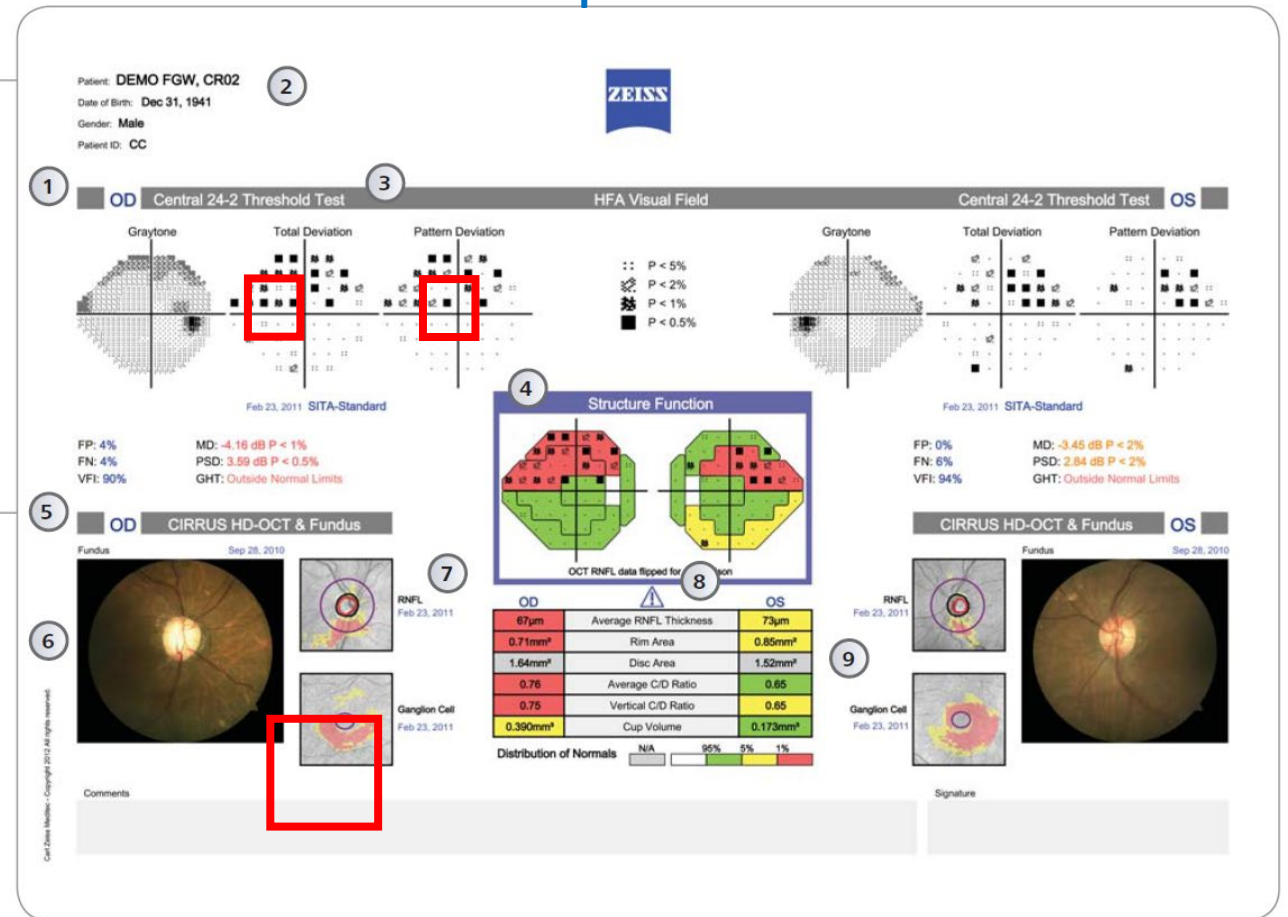 Patient: DEMO FGW, CR02
2
Date of Birth: Dec 31, 1941
Gender: Male
Patient ID: CC
ZEISS
1
3
OD Central 24-2 Threshold Test HFA Visual Field Central 24-2 Threshold Test OS
Graytone Total Deviation Pattern Deviation Graytone Total Deviation Pattern Deviation
P < 5%
P < 2%
P < 1%
P < 0.5%
4
Structure Function
Feb 23, 2011 SITA-Standard
Feb 23, 2011 SITA-Standard
FP: 4% MD: -4.16 dB P < 1%
FN: 4% PSD: 3.59 dB P < 0.5%
VFI: 90% GHT: Outside Normal Limits
FP: 0% MD: -3.45 dB P < 2%
FN: 6% PSD: 2.84 dB P < 2%
VFI: 94% GHT: Outside Normal Limits
5
OD CIRRUS HD-OCT & Fundus
CIRRUS HD-OCT & Fundus OS
Fundus Sep 28, 2010
Fundus Sep 28, 2010
OCT RNFL data flipped for
7
8
RNFL
Feb 23, 2011
RNFL
Feb 23, 2011
OD OS
67µm Average RNFL Thickness 73µm
0.71mm² Rim Area 0.85mm²
1.64mm² Disc Area 1.52mm²
0.76 Average C/D Ratio 0.65
0.75 Vertical C/D Ratio 0.65
0.390mm³ Cup Volume 0.173mm³
6
9
Ganglion Cell
Feb 23, 2011
Ganglion Cell
Feb 23, 2011
Distribution of Normals N/A 95% 5% 1%
Comments
Signature
Carl Zeiss Meditec - Copyright 2012 All rights reserved.